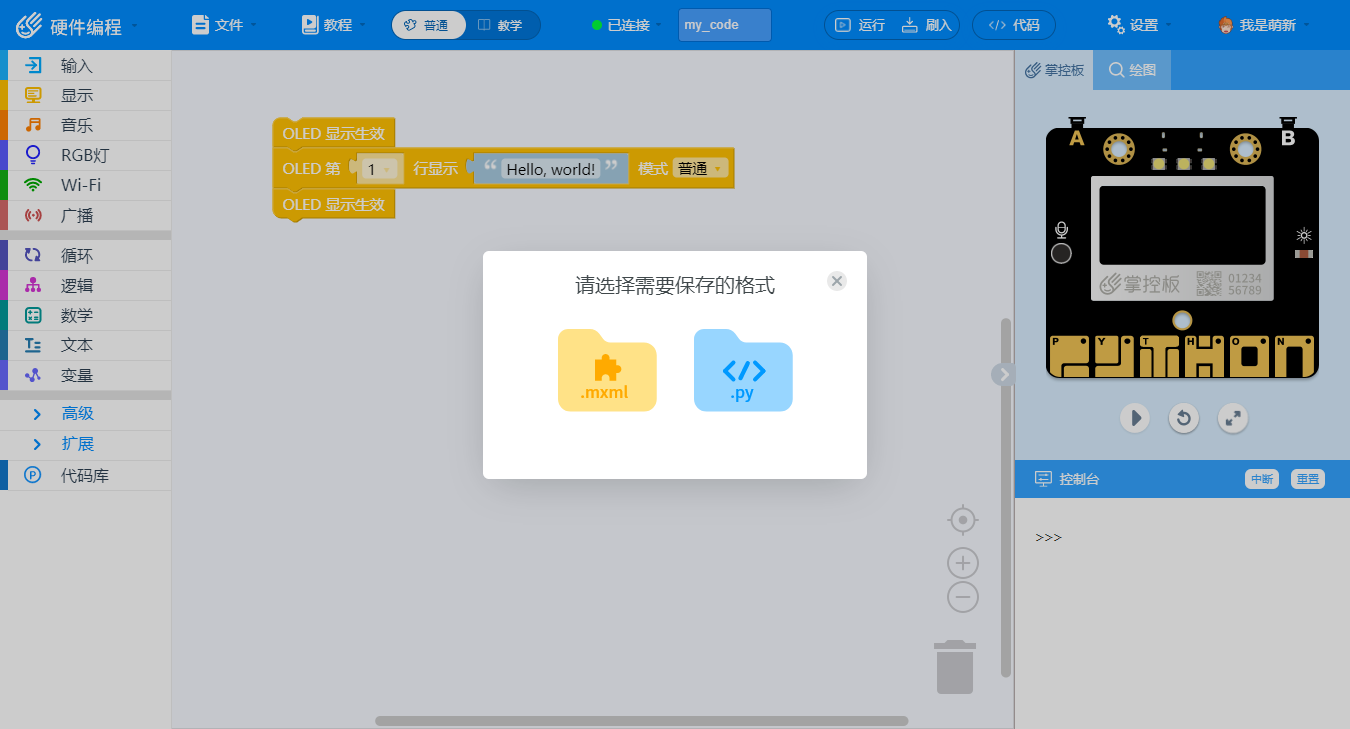 硬件编程 文件 教程 普通 教学 已连接 my_code 运行 刷入 代码 设置 我是萌新
输入
显示
音乐
RGB灯
Wi-Fi
广播
循环
逻辑
数学
文本
变量
高级
扩展
代码库
OLED 显示生效
OLED 第 1 行显示 “ Hello, world! ” 模式 普通
OLED 显示生效
请选择需要保存的格式
.mxml
.py
掌控板 绘图
A B
掌控板 01234
56789
P Y T H O N
PYTHON
控制台 中断 重置
>>>